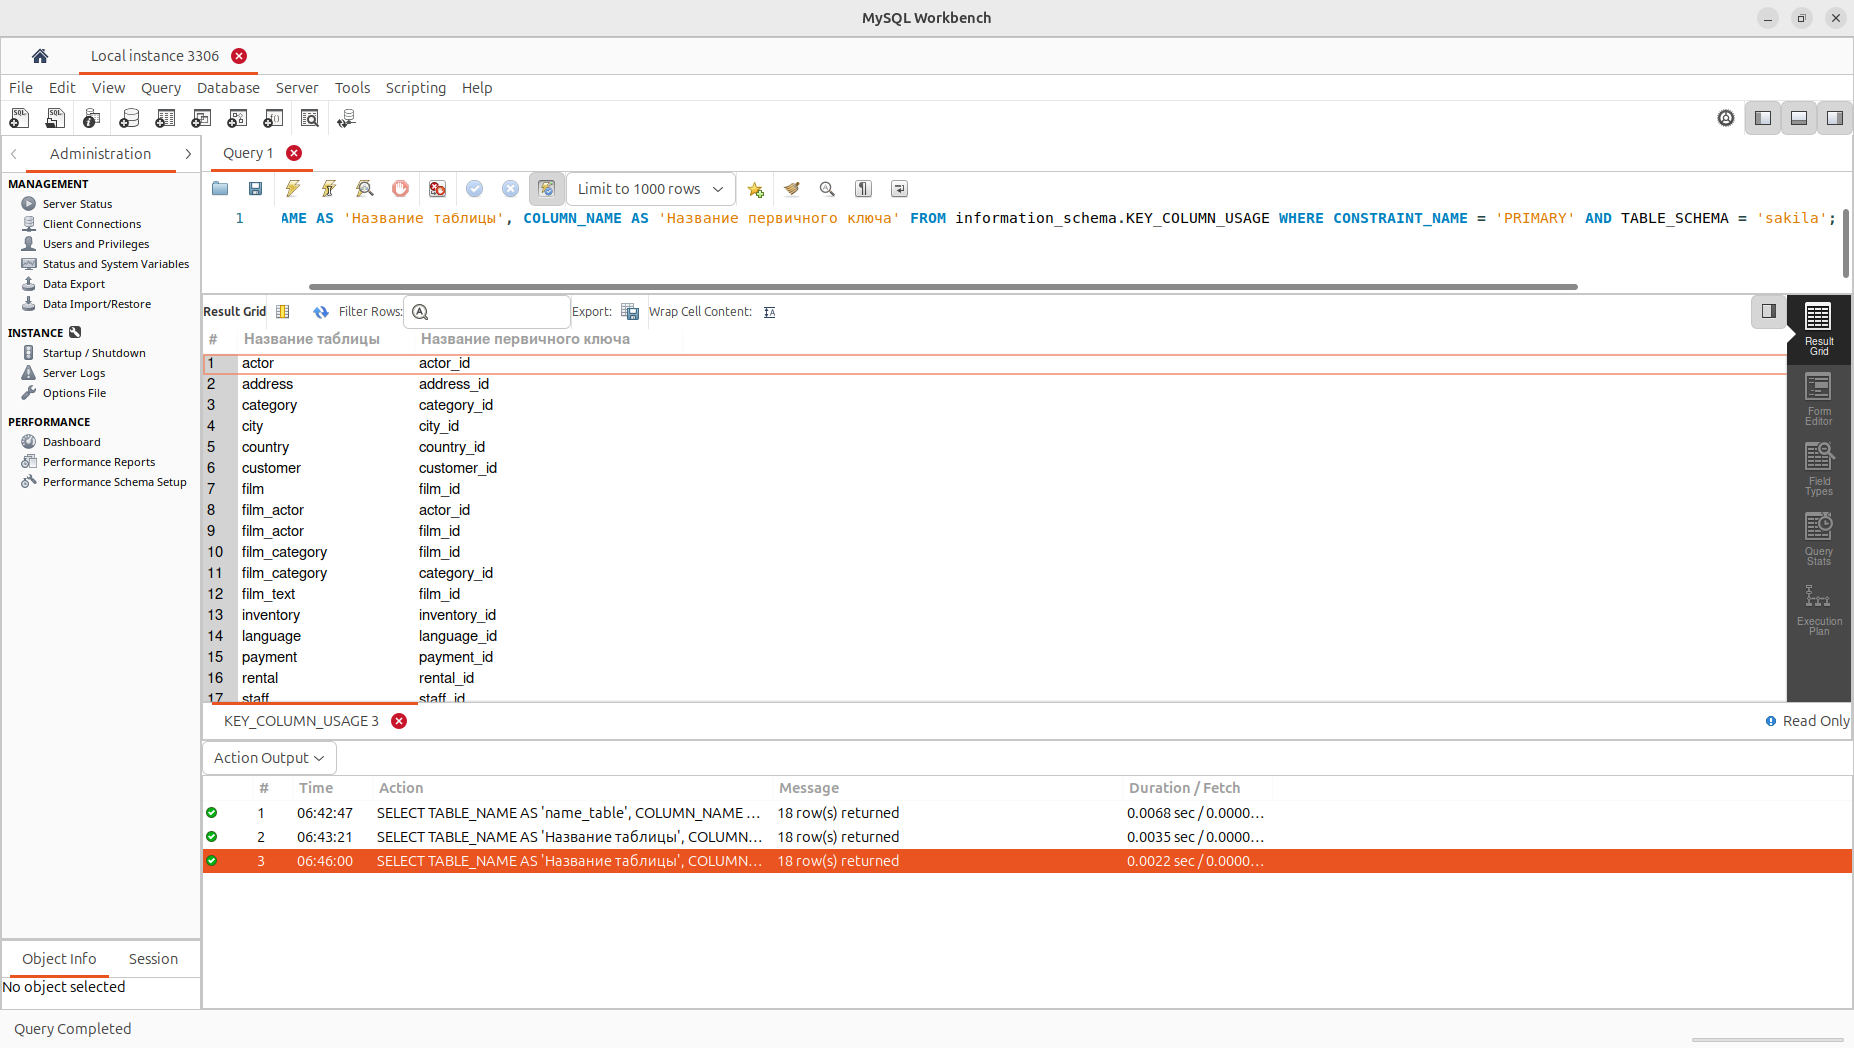 MySQL Workbench
Local instance 3306
File Edit View Query Database Server Tools Scripting Help
Administration
Query 1
MANAGEMENT
Server Status
Client Connections
Users and Privileges
Status and System Variables
Data Export
Data Import/Restore
INSTANCE
Startup / Shutdown
Server Logs
Options File
PERFORMANCE
Dashboard
Performance Reports
Performance Schema Setup
Limit to 1000 rows
1 AME AS 'Название таблицы', COLUMN_NAME AS 'Название первичного ключа' FROM information_schema.KEY_COLUMN_USAGE WHERE CONSTRAINT_NAME = 'PRIMARY' AND TABLE_SCHEMA = 'sakila';
Result Grid Filter Rows: Export: Wrap Cell Content:
# Название таблицы Название первичного ключа
1 actor actor_id
2 address address_id
3 category category_id
4 city city_id
5 country country_id
6 customer customer_id
7 film film_id
8 film_actor actor_id
9 film_actor film_id
10 film_category film_id
11 film_category category_id
12 film_text film_id
13 inventory inventory_id
14 language language_id
15 payment payment_id
16 rental rental_id
17 staff staff_id
Result
Grid
Form
Editor
Field
Types
Query
Stats
Execution
Plan
KEY_COLUMN_USAGE 3
Read Only
Action Output
# Time Action Message Duration / Fetch
1 06:42:47 SELECT TABLE_NAME AS 'name_table', COLUMN_NAME ... 18 row(s) returned 0.0068 sec / 0.0000...
2 06:43:21 SELECT TABLE_NAME AS 'Название таблицы', COLUMN... 18 row(s) returned 0.0035 sec / 0.0000...
3 06:46:00 SELECT TABLE_NAME AS 'Название таблицы', COLUMN... 18 row(s) returned 0.0022 sec / 0.0000...
Object Info Session
No object selected
Query Completed